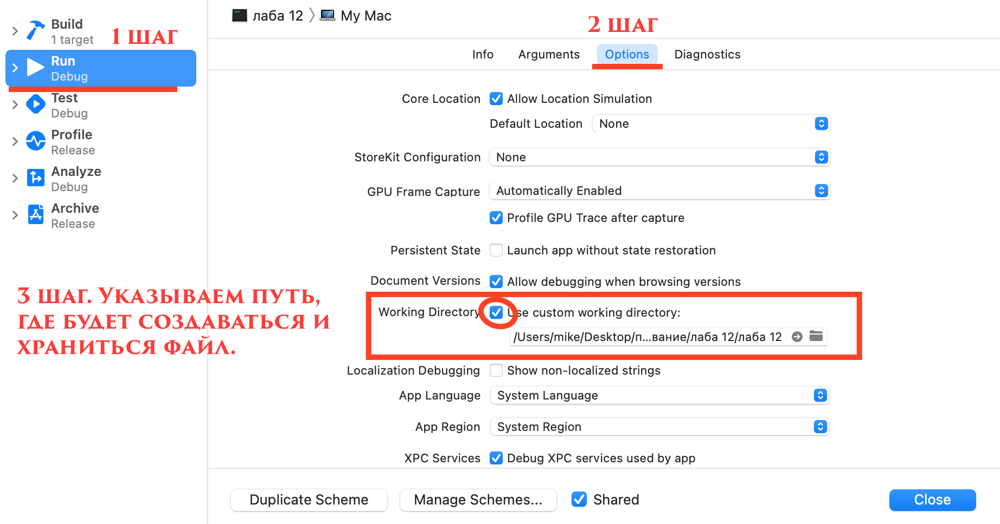 Build
1 target
1 шаг
Run
Debug
Test
Debug
Profile
Release
Analyze
Debug
Archive
Release
3 шаг. Указываем путь,
где будет создаваться и
храниться файл.
лаба 12 〉 My Mac
2 шаг
Info Arguments Options Diagnostics
Core Location Allow Location Simulation
Default Location None
StoreKit Configuration None
GPU Frame Capture Automatically Enabled
Profile GPU Trace after capture
Persistent State Launch app without state restoration
Document Versions Allow debugging when browsing versions
Working Directory Use custom working directory:
/Users/mike/Desktop/п...вание/лаба 12/лаба 12
Localization Debugging Show non-localized strings
App Language System Language
App Region System Region
XPC Services Debug XPC services used by app
Duplicate Scheme Manage Schemes... Shared Close